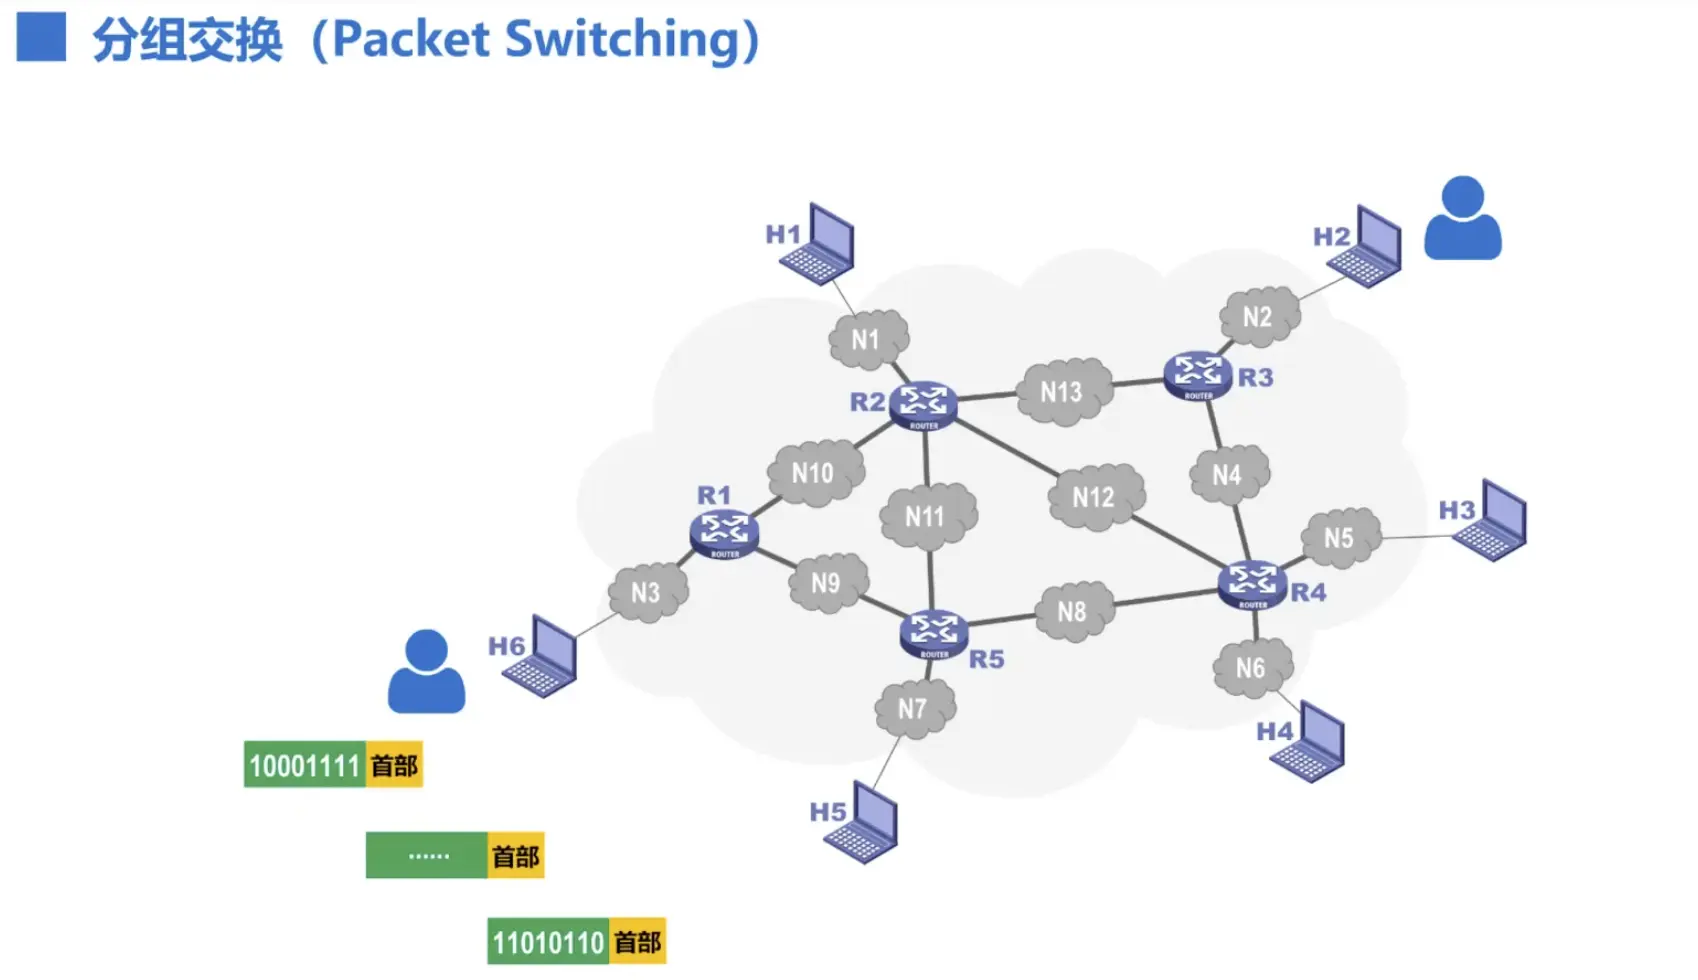 分组交换（Packet Switching）
H1
H2
N1
N2
R2
N13
R3
ROUTER
ROUTER
N10
N4
R1
N11
N12
H3
ROUTER
N5
N3
N9
N8
R4
ROUTER
H6
ROUTER
R5
N6
N7
H4
10001111 首部
H5
...... 首部
11010110 首部